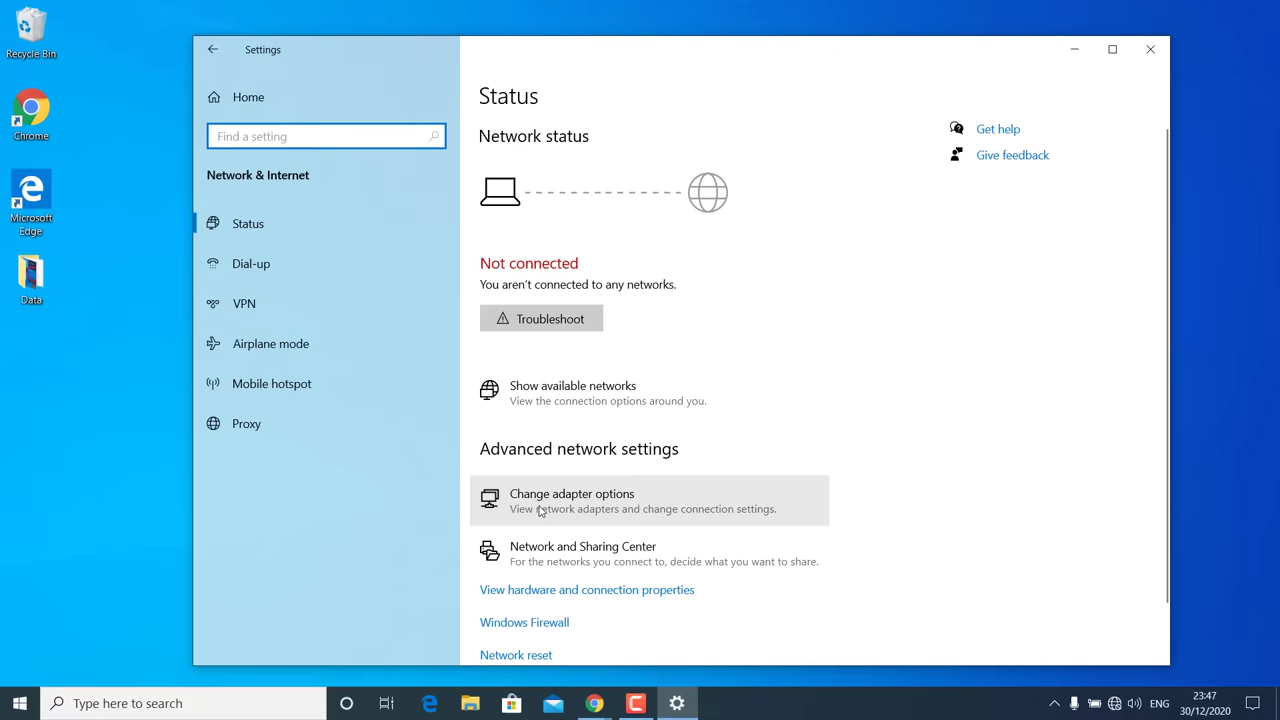 Recycle Bin
Chrome
Microsoft
Edge
Data
Settings
Home
Find a setting
Network & Internet
Status
Dial-up
VPN
Airplane mode
Mobile hotspot
Proxy
Status
Network status
Not connected
You aren't connected to any networks.
Troubleshoot
Show available networks
View the connection options around you.
Advanced network settings
Change adapter options
View network adapters and change connection settings.
Network and Sharing Center
For the networks you connect to, decide what you want to share.
View hardware and connection properties
Windows Firewall
Network reset
Get help
Give feedback
Type here to search
ENG
23:47
30/12/2020